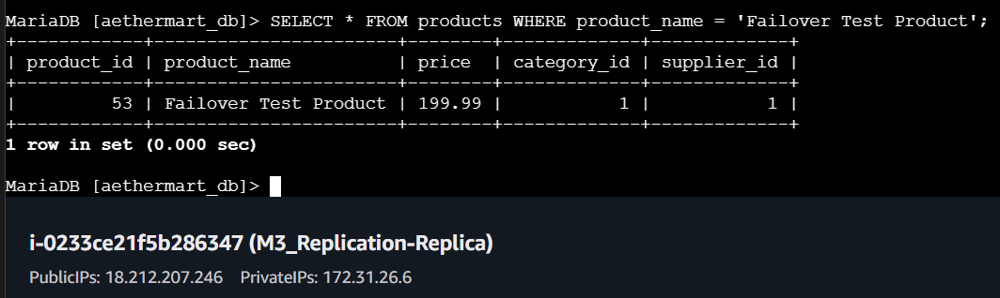 MariaDB [aethermart_db]> SELECT * FROM products WHERE product_name = 'Failover Test Product';
+------------+-----------------------+--------+-------------+-------------+
| product_id | product_name          | price  | category_id | supplier_id |
+------------+-----------------------+--------+-------------+-------------+
|         53 | Failover Test Product | 199.99 |           1 |           1 |
+------------+-----------------------+--------+-------------+-------------+
1 row in set (0.000 sec)
MariaDB [aethermart_db]>
i-0233ce21f5b286347 (M3_Replication-Replica)
PublicIPs: 18.212.207.246 PrivateIPs: 172.31.26.6